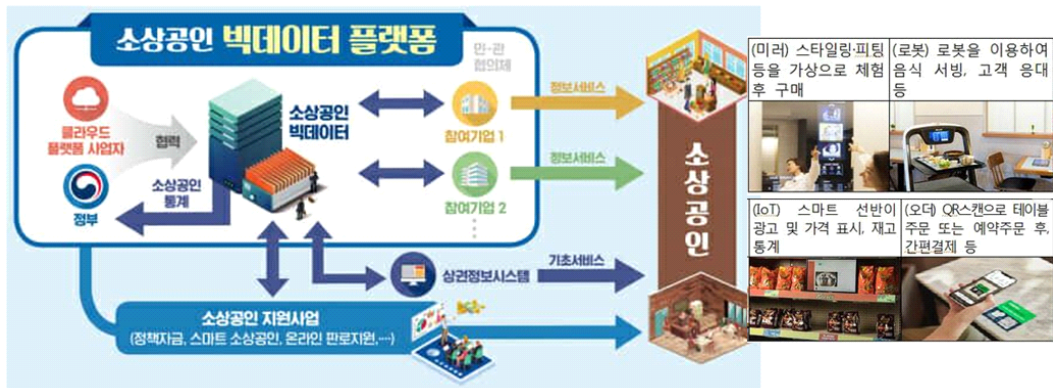 소상공인 빅데이터 플랫폼
민-관
협의체
클라우드
플랫폼 사업자
협력
정부
소상공인
통계
소상공인
빅데이터
참여기업 1
정보서비스
참여기업 2
정보서비스
상권정보시스템
기초서비스
소상공인 지원사업
(정책자금, 스마트 소상공인, 온라인 판로지원,····)
소상공인
(미러) 스타일링·피팅
등을 가상으로 체험
후 구매
(로봇) 로봇을 이용하여
음식 서빙, 고객 응대
등
(IoT) 스마트 선반이
광고 및 가격 표시, 재고
통계
(오더) QR스캔으로 테이블
주문 또는 예약주문 후,
간편결제 등